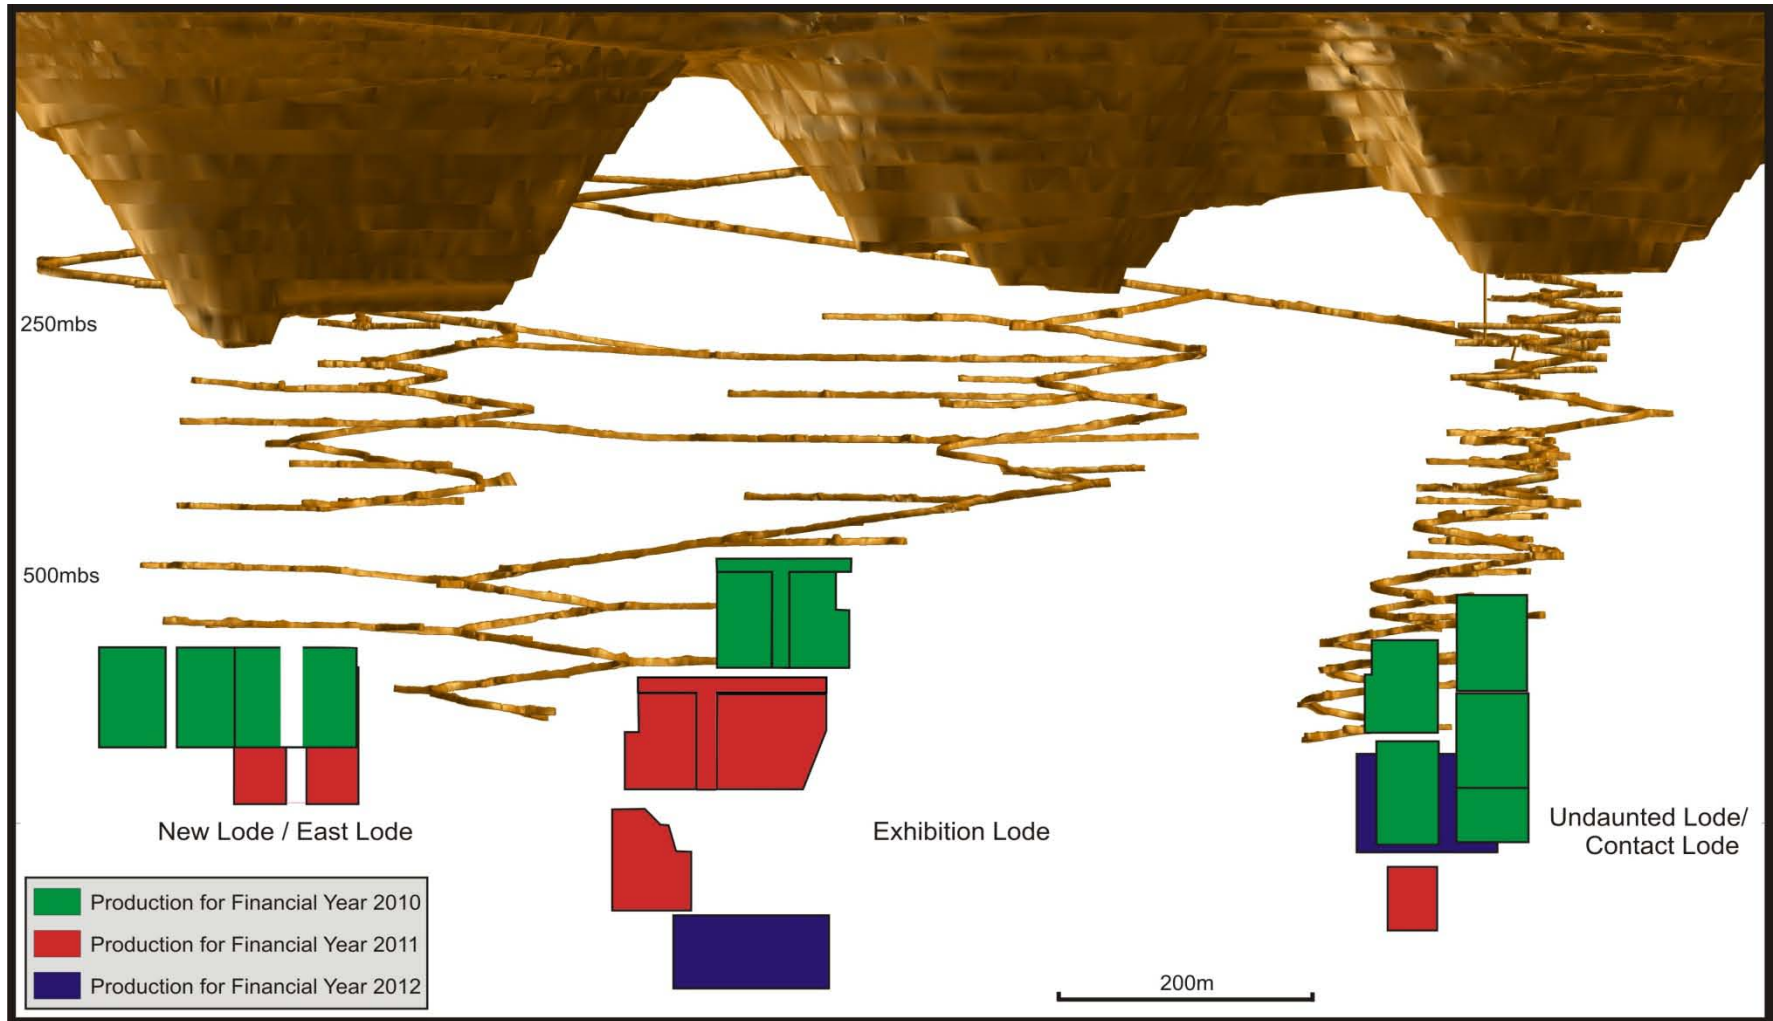 250mbs
500mbs
New Lode / East Lode
Exhibition Lode
Undaunted Lode/
Contact Lode
Production for Financial Year 2010
Production for Financial Year 2011
Production for Financial Year 2012
200m